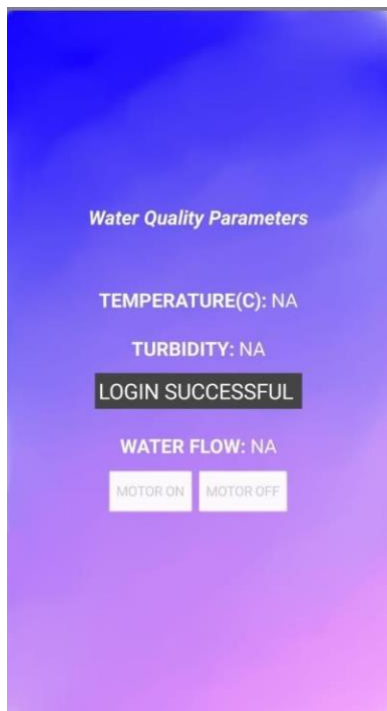 Water Quality Parameters
TEMPERATURE(C): NA
TURBIDITY: NA
LOGIN SUCCESSFUL
WATER FLOW: NA
MOTOR ON MOTOR OFF